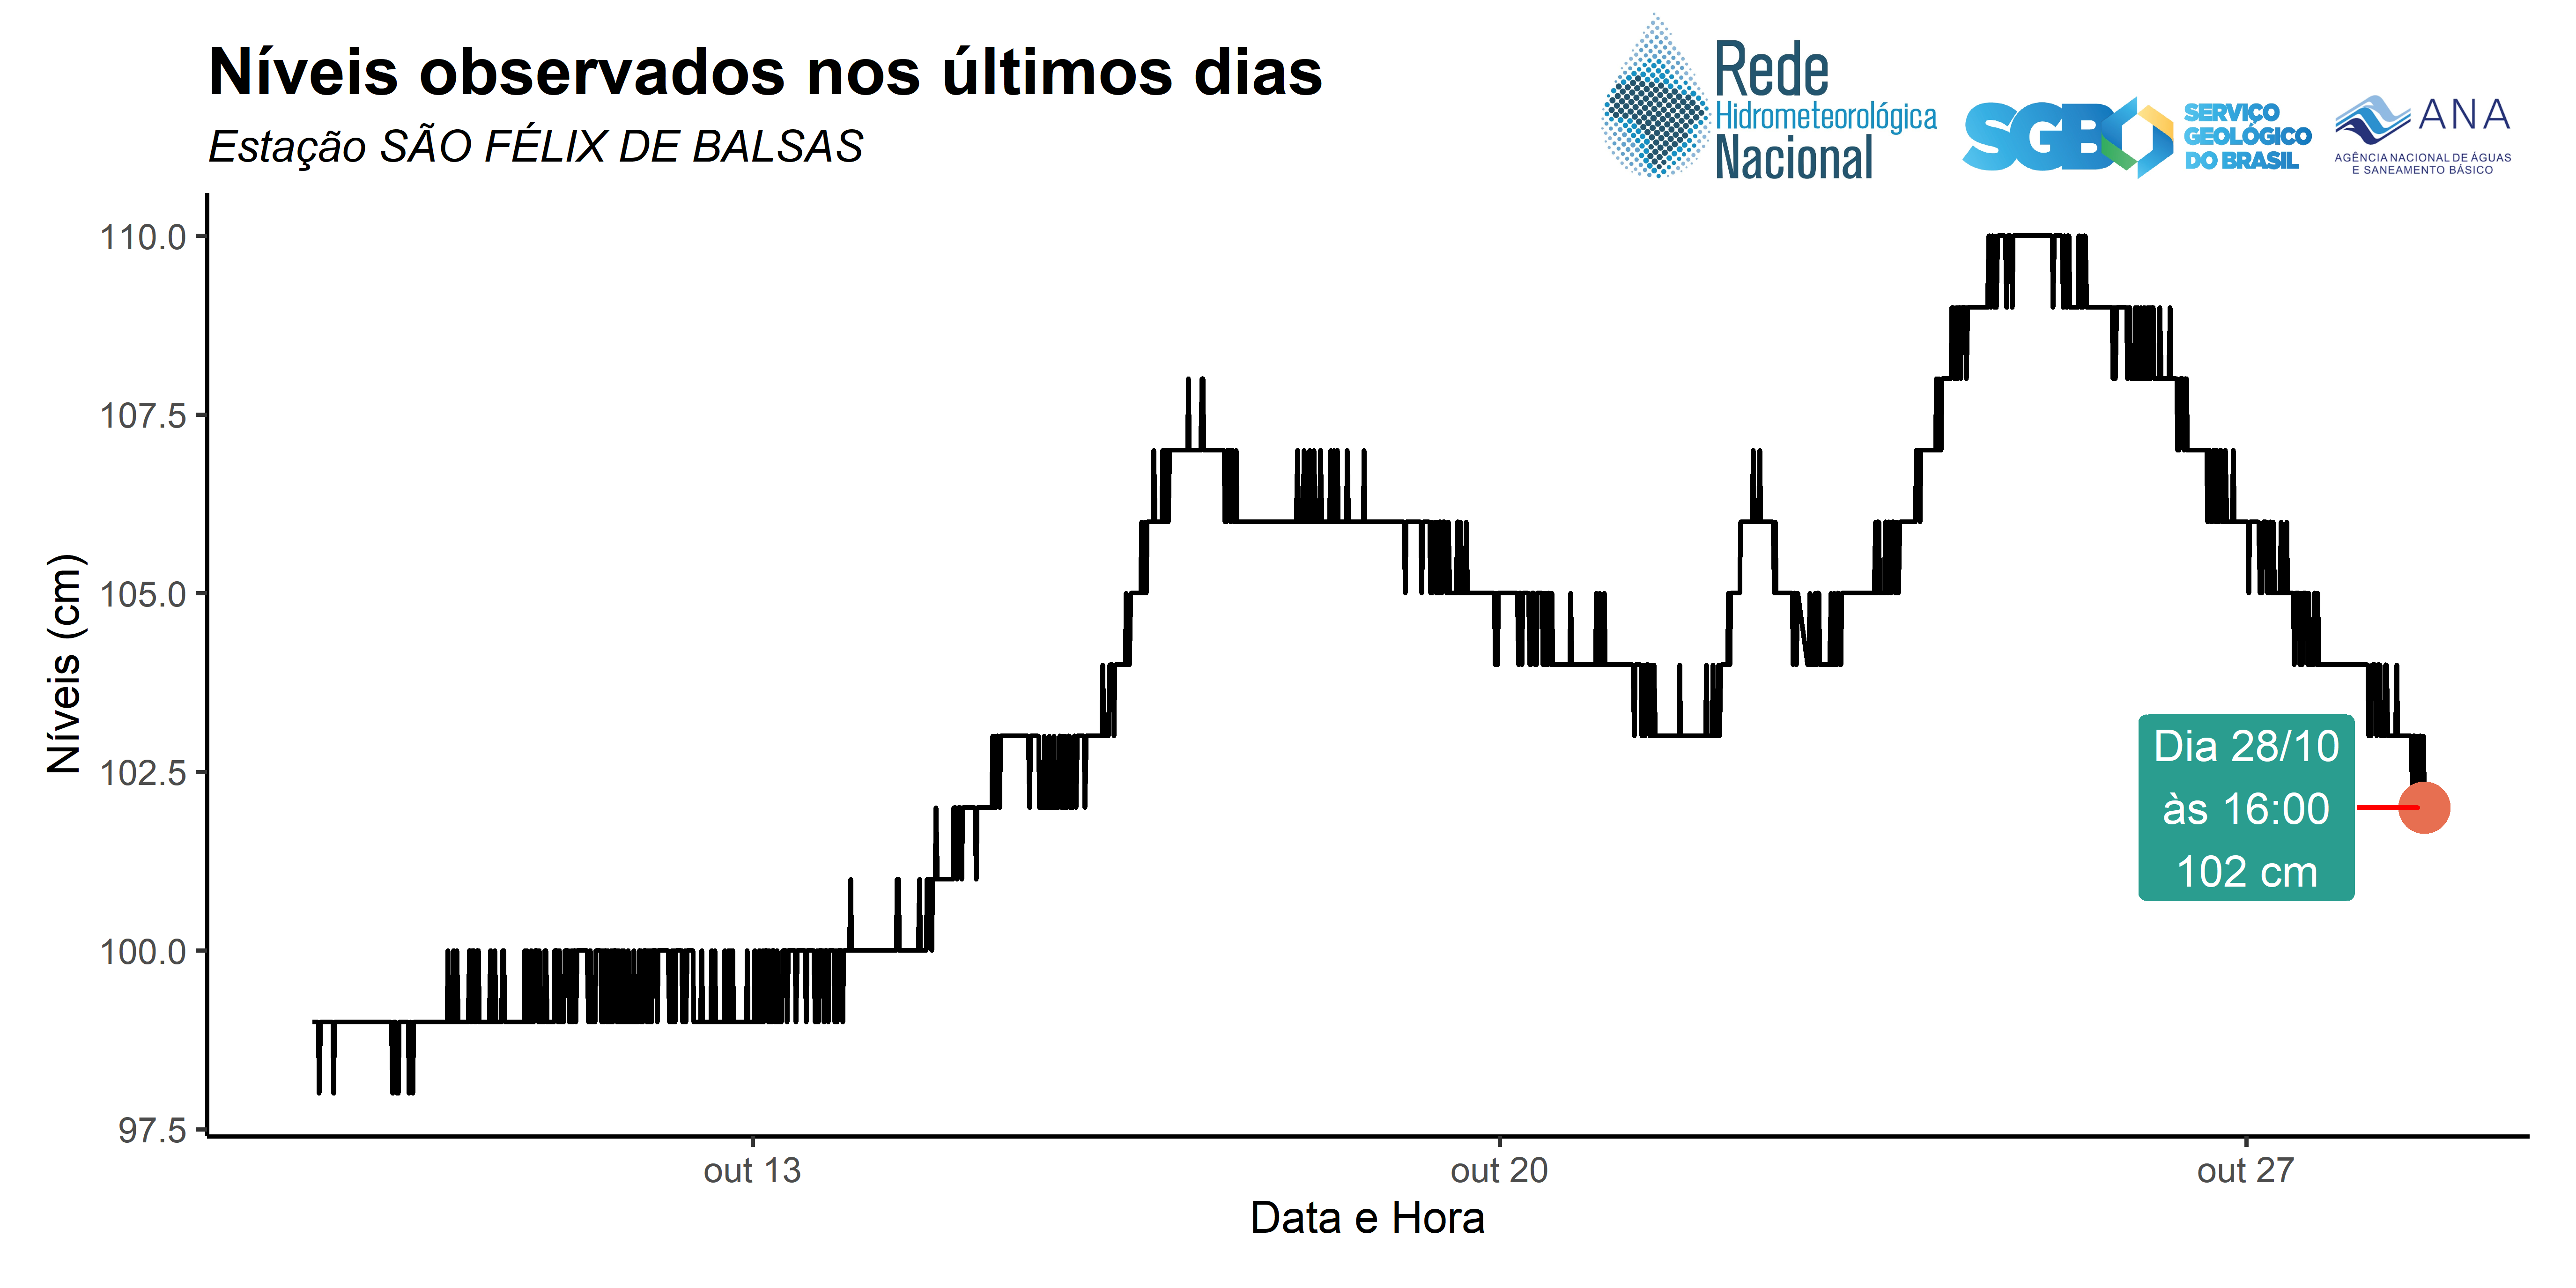 Níveis observados nos últimos dias
Estação SÃO FÉLIX DE BALSAS
Rede
Hidrometeorológica
Nacional
SGB
SERVIÇO
GEOLÓGICO
DO BRASIL
ANA
AGÊNCIA NACIONAL DE ÁGUAS
E SANEAMENTO BÁSICO
Níveis (cm)
110.0
107.5
105.0
102.5
100.0
97.5
Dia 28/10
às 16:00
102 cm
out 13
out 20
out 27
Data e Hora